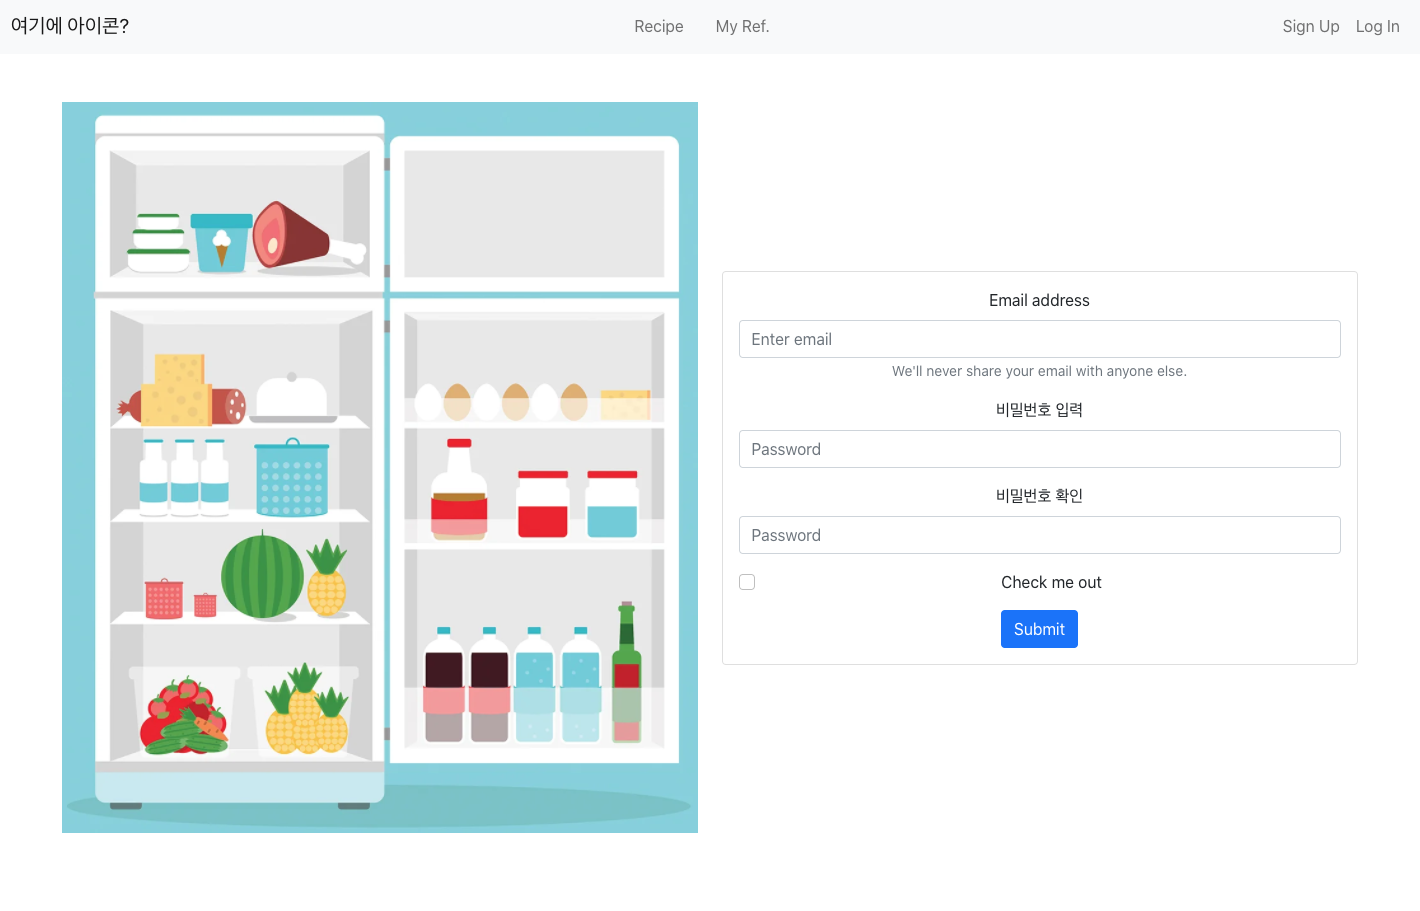 여기에 아이콘?
Recipe
My Ref.
Sign Up
Log In
Email address
Enter email
We'll never share your email with anyone else.
비밀번호 입력
Password
비밀번호 확인
Password
Check me out
Submit